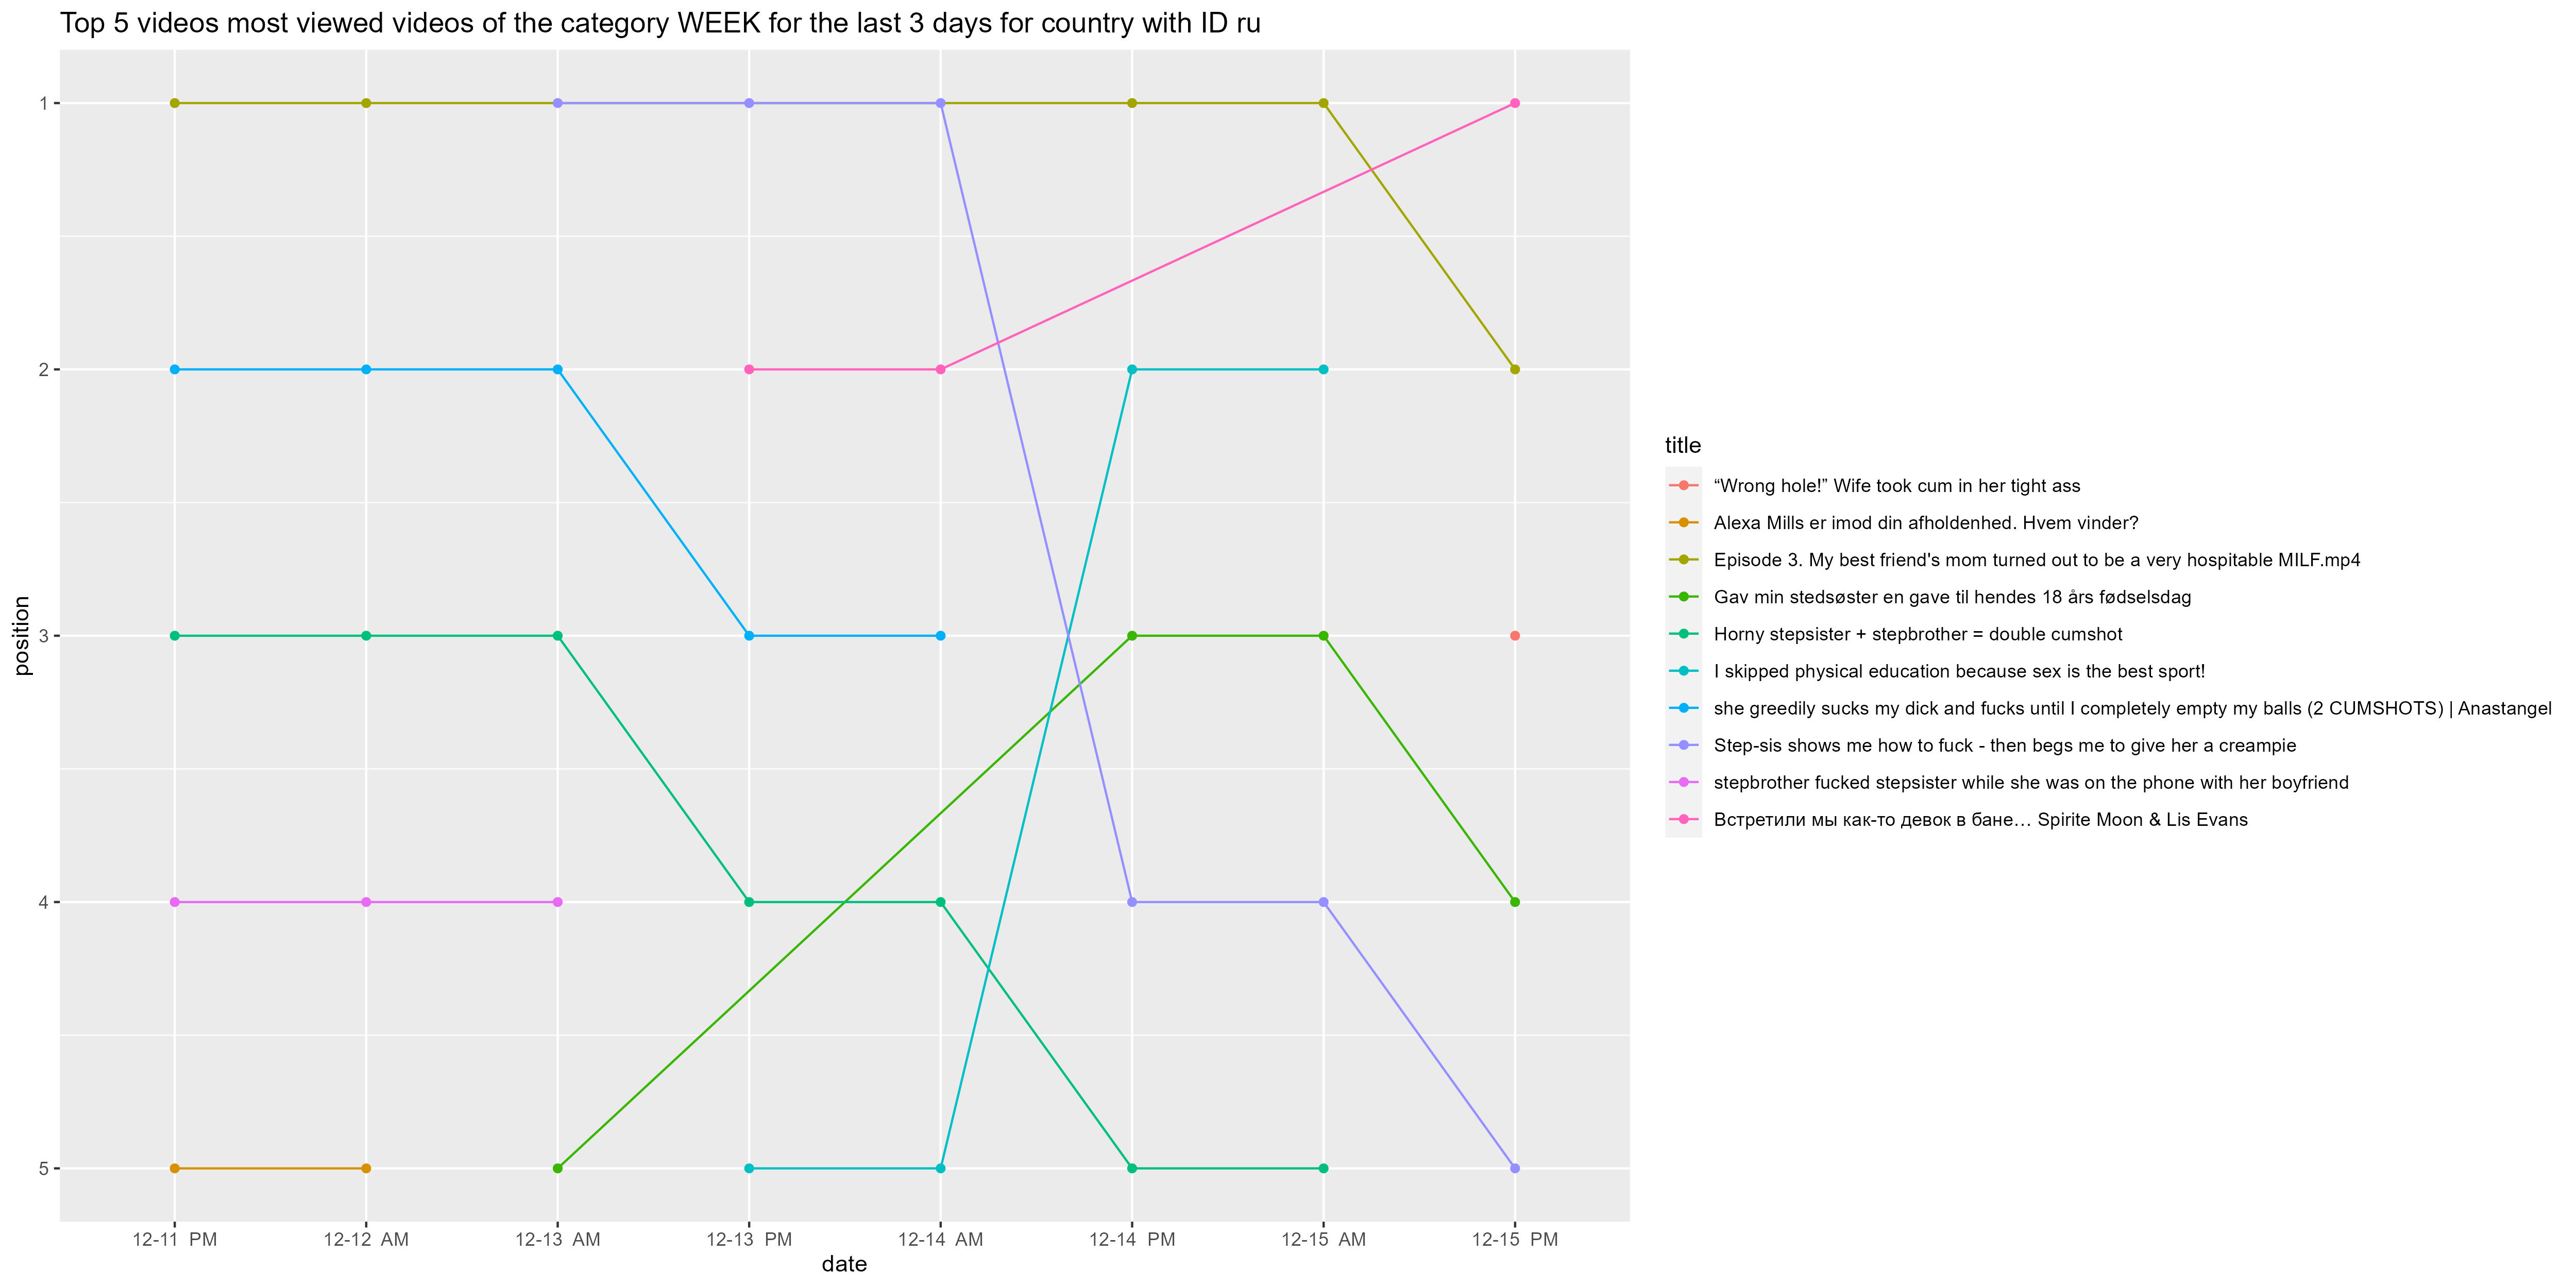 Top 5 videos most viewed videos of the category WEEK for the last 3 days for country with ID ru
1
2
3
4
5
position
12-11 PM
12-12 AM
12-13 AM
12-13 PM
12-14 AM
12-14 PM
12-15 AM
12-15 PM
date
title
“Wrong hole!” Wife took cum in her tight ass
Alexa Mills er imod din afholdenhed. Hvem vinder?
Episode 3. My best friend's mom turned out to be a very hospitable MILF.mp4
Gav min stedsøster en gave til hendes 18 års fødselsdag
Horny stepsister + stepbrother = double cumshot
I skipped physical education because sex is the best sport!
she greedily sucks my dick and fucks until I completely empty my balls (2 CUMSHOTS) | Anastangel
Step-sis shows me how to fuck - then begs me to give her a creampie
stepbrother fucked stepsister while she was on the phone with her boyfriend
Встретили мы как-то девок в бане… Spirite Moon & Lis Evans